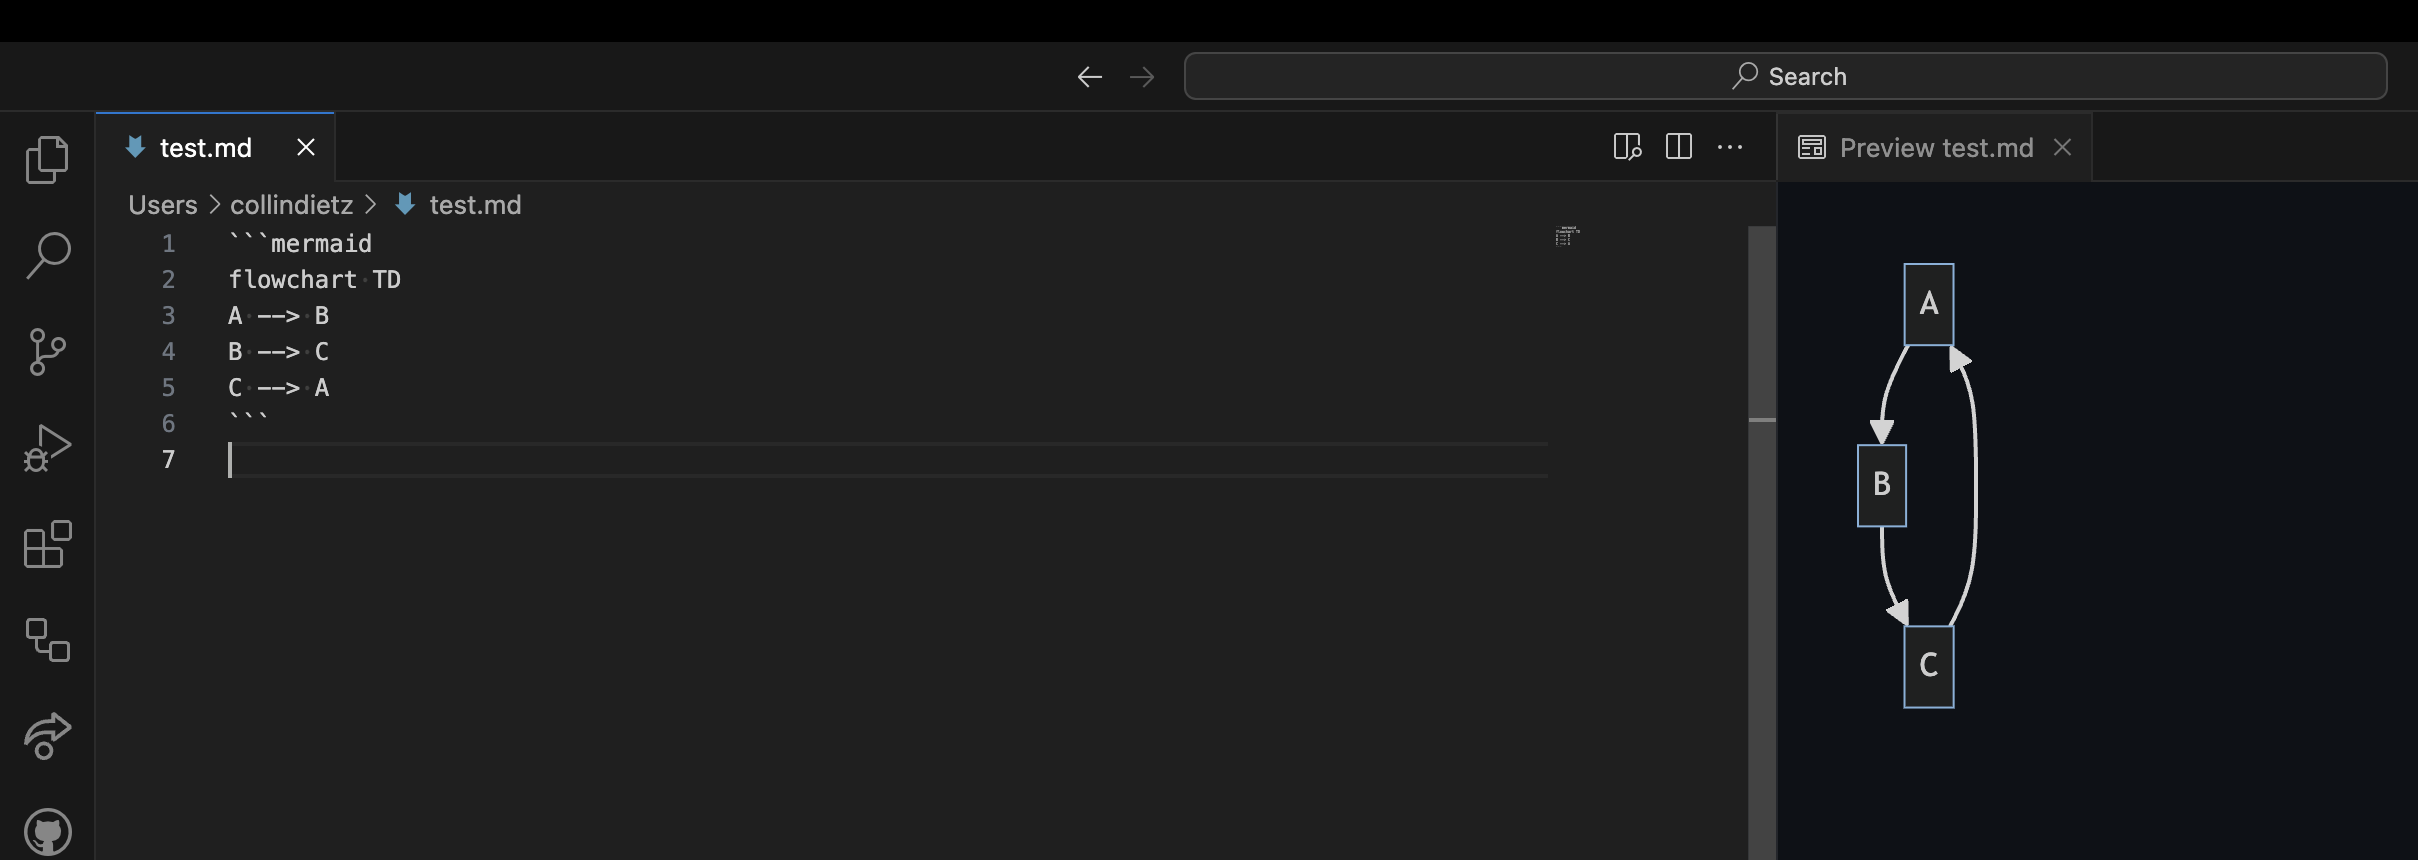 Search
test.md
Preview test.md
Users > collindietz > test.md
1 ```mermaid
2 flowchart TD
3 A --> B
4 B --> C
5 C --> A
6 ```
7
A
B
C